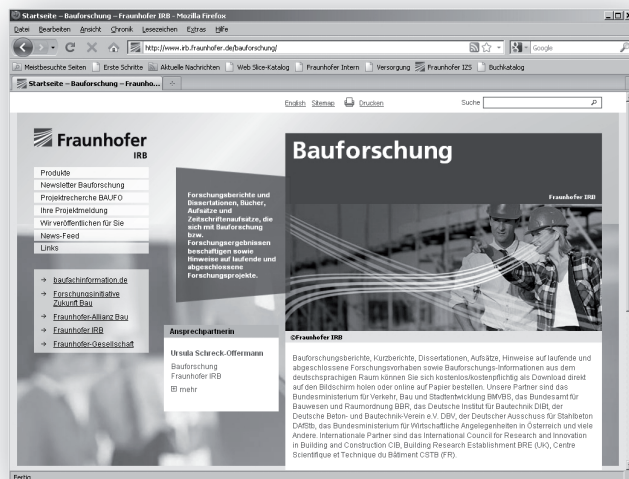 Startseite – Bauforschung – Fraunhofer IRB - Mozilla Firefox
Datei Bearbeiten Ansicht Chronik Lesezeichen Extras Hilfe
http://www.irb.fraunhofer.de/bauforschung/
Google
Meistbesuchte Seiten Erste Schritte Aktuelle Nachrichten Web Slice-Katalog Fraunhofer Intern Versorgung Fraunhofer IZS Buchkatalog
Startseite – Bauforschung – Fraunho...
English Sitemap Drucken Suche
Fraunhofer
IRB
Produkte
Newsletter Bauforschung
Projektrecherche BAUFO
Ihre Projektmeldung
Wir veröffentlichen für Sie
News-Feed
Links
baufachinformation.de
Forschungsinitiative
Zukunft Bau
Fraunhofer-Allianz Bau
Fraunhofer IRB
Fraunhofer-Gesellschaft
Forschungsberichte und
Dissertationen, Bücher,
Aufsätze und
Zeitschriftenaufsätze, die
sich mit Bauforschung
bzw.
Forschungsergebnissen
beschäftigen sowie
Hinweise auf laufende und
abgeschlossene
Forschungsprojekte.
Ansprechpartnerin
Ursula Schreck-Offermann
Bauforschung
Fraunhofer IRB
mehr
Bauforschung
Fraunhofer IRB
©Fraunhofer IRB
Bauforschungsberichte, Kurzberichte, Dissertationen, Aufsätze, Hinweise auf laufende und
abgeschlossene Forschungsvorhaben sowie Bauforschungs-Informationen aus dem
deutschsprachigen Raum können Sie sich kostenlos/kostenpflichtig als Download direkt
auf den Bildschirm holen oder online auf Papier bestellen. Unsere Partner sind das
Bundesministerium für Verkehr, Bau und Stadtentwicklung BMVBS, das Bundesamt für
Bauwesen und Raumordnung BBR, das Deutsche Institut für Bautechnik DIBt, der
Deutsche Beton- und Bautechnik-Verein e.V. DBV, der Deutscher Ausschuss für Stahlbeton
DAfStb, das Bundesministerium für Wirtschaftliche Angelegenheiten in Österreich und viele
Andere. Internationale Partner sind das International Council for Research and Innovation
in Building and Construction CIB, Building Research Establishment BRE (UK), Centre
Scientifique et Technique du Bâtiment CSTB (FR).
Fertig